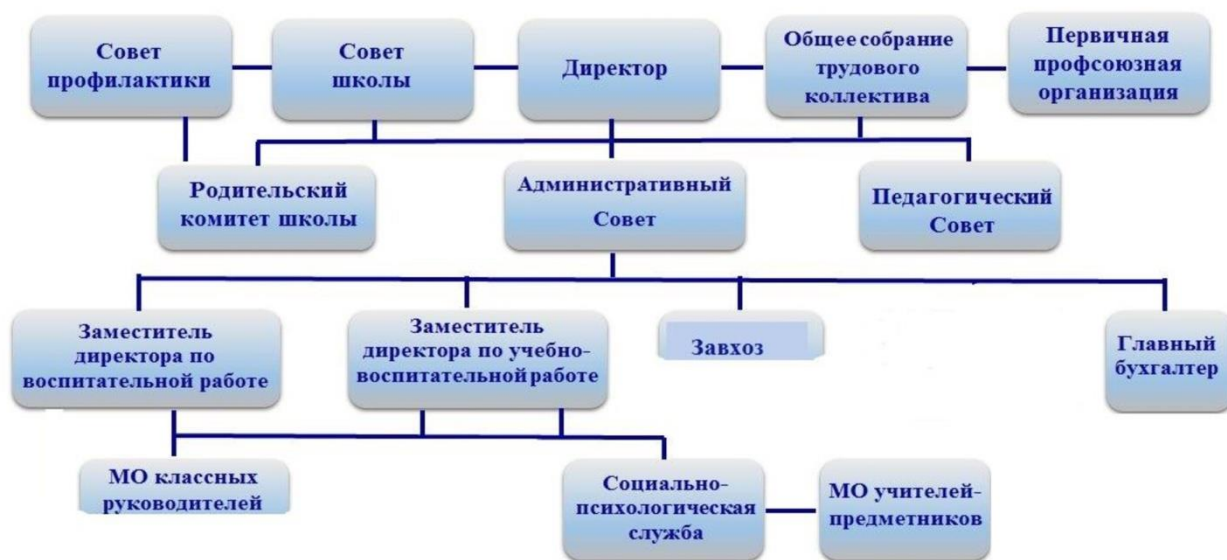 Совет
профилактики
Совет
школы
Директор
Общее собрание
трудового
коллектива
Первичная
профсоюзная
организация
Родительский
комитет школы
Административный
Совет
Педагогический
Совет
Заместитель
директора по
воспитательной работе
Заместитель
директора по учебно-
воспитательной работе
Завхоз
Главный
бухгалтер
МО классных
руководителей
Социально-
психологическая
служба
МО учителей-
предметников